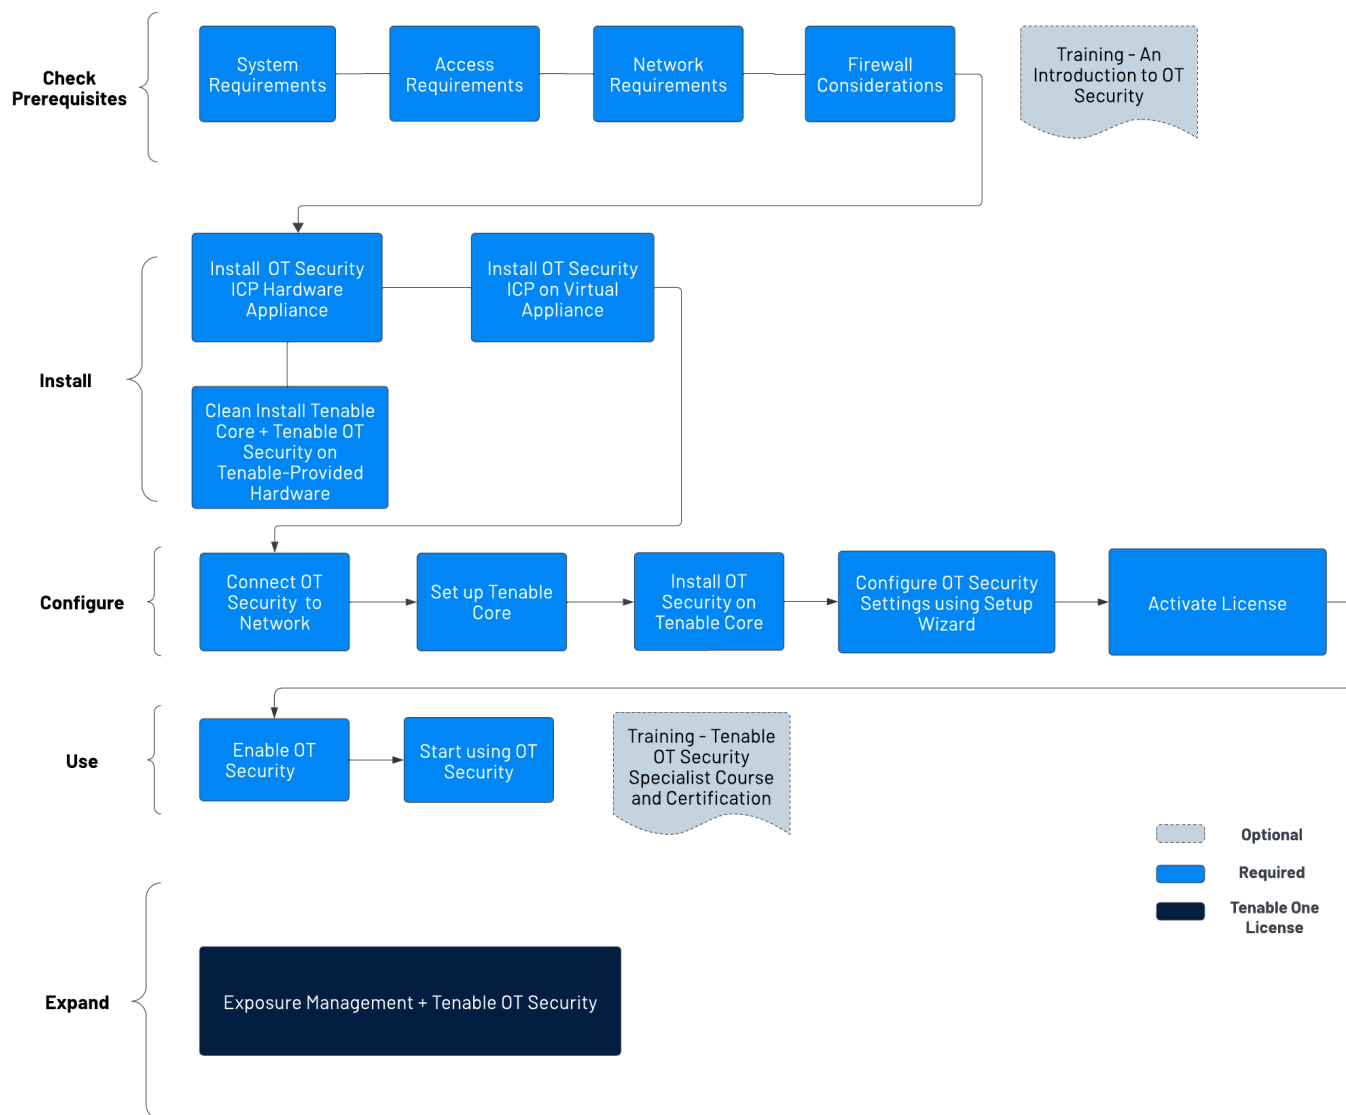 Check
Prerequisites
System
Requirements
Access
Requirements
Network
Requirements
Firewall
Considerations
Training - An
Introduction to OT
Security
Install
Install OT Security
ICP Hardware
Appliance
Install OT Security
ICP on Virtual
Appliance
Clean Install Tenable
Core + Tenable OT
Security on
Tenable-Provided
Hardware
Configure
Connect OT
Security to
Network
Set up Tenable
Core
Install OT
Security on
Tenable Core
Configure OT Security
Settings using Setup
Wizard
Activate License
Use
Enable OT
Security
Start using OT
Security
Training - Tenable
OT Security
Specialist Course
and Certification
Optional
Required
Tenable One
License
Expand
Exposure Management + Tenable OT Security